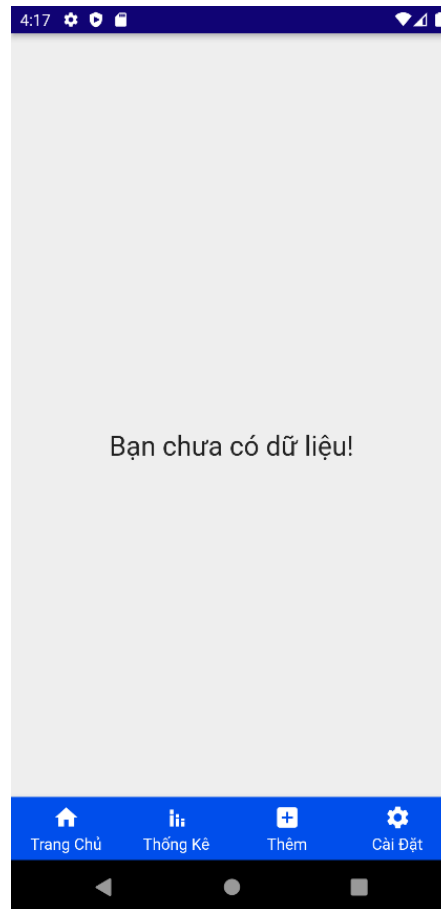 4:17
Bạn chưa có dữ liệu!
Trang Chủ
Thống Kê
Thêm
Cài Đặt